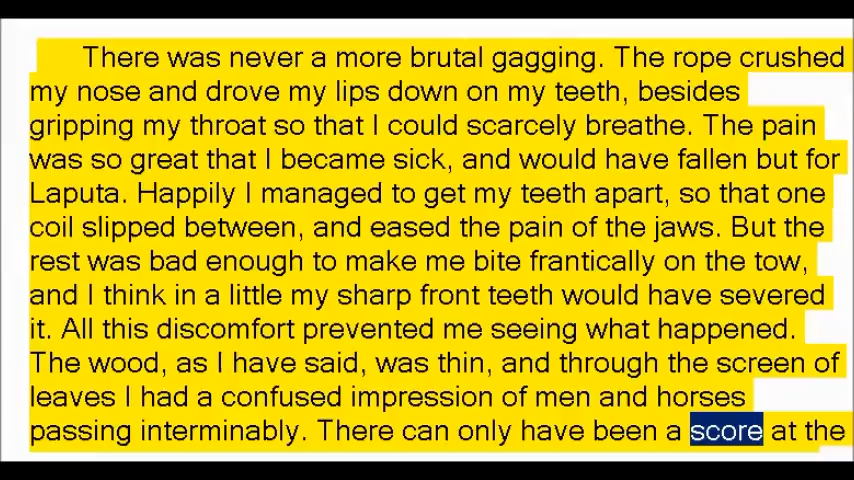 There was never a more brutal gagging. The rope crushed
my nose and drove my lips down on my teeth, besides
gripping my throat so that I could scarcely breathe. The pain
was so great that I became sick, and would have fallen but for
Laputa. Happily I managed to get my teeth apart, so that one
coil slipped between, and eased the pain of the jaws. But the
rest was bad enough to make me bite frantically on the tow,
and I think in a little my sharp front teeth would have severed
it. All this discomfort prevented me seeing what happened.
The wood, as I have said, was thin, and through the screen of
leaves I had a confused impression of men and horses
passing interminably. There can only have been a score at the